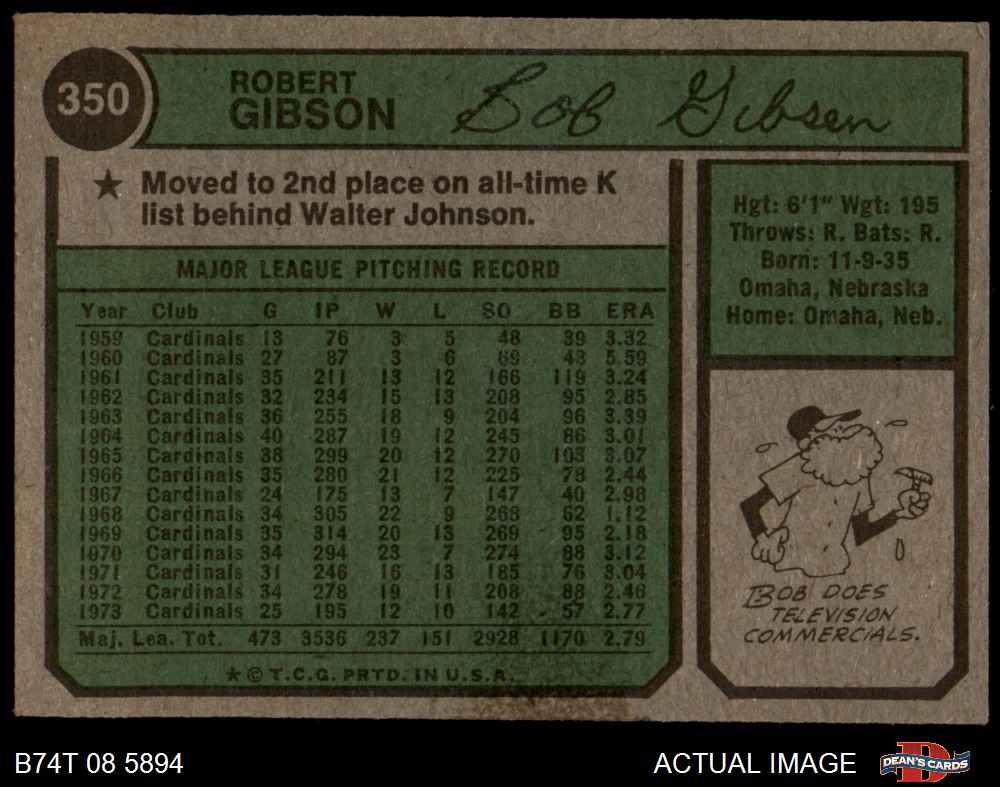 350
ROBERT
GIBSON
Bob Gibson
★ Moved to 2nd place on all-time K
list behind Walter Johnson.
MAJOR LEAGUE PITCHING RECORD
Year Club G IP W L SO BB ERA
1959 Cardinals 13 76 3 5 48 39 3.32
1960 Cardinals 27 87 3 6 69 48 5.59
1961 Cardinals 35 211 13 12 166 119 3.24
1962 Cardinals 32 234 15 13 208 95 2.85
1963 Cardinals 36 255 18 9 204 96 3.39
1964 Cardinals 40 287 19 12 245 86 3.01
1965 Cardinals 38 299 20 12 270 103 3.07
1966 Cardinals 35 280 21 12 225 78 2.44
1967 Cardinals 24 175 13 7 147 40 2.98
1968 Cardinals 34 305 22 9 268 62 1.12
1969 Cardinals 35 314 20 13 269 95 2.18
1970 Cardinals 34 294 23 7 274 88 3.12
1971 Cardinals 31 246 16 13 185 76 3.04
1972 Cardinals 34 278 19 11 208 88 2.46
1973 Cardinals 25 195 12 10 142 57 2.77
Maj. Lea. Tot. 473 3536 237 151 2928 1170 2.79
* © T.C.G. PRTD. IN U.S.A.
Hgt: 6'1" Wgt: 195
Throws: R. Bats: R.
Born: 11-9-35
Omaha, Nebraska
Home: Omaha, Neb.
BOB DOES
TELEVISION
COMMERCIALS.
B74T 08 5894
ACTUAL IMAGE
DEAN'S CARDS